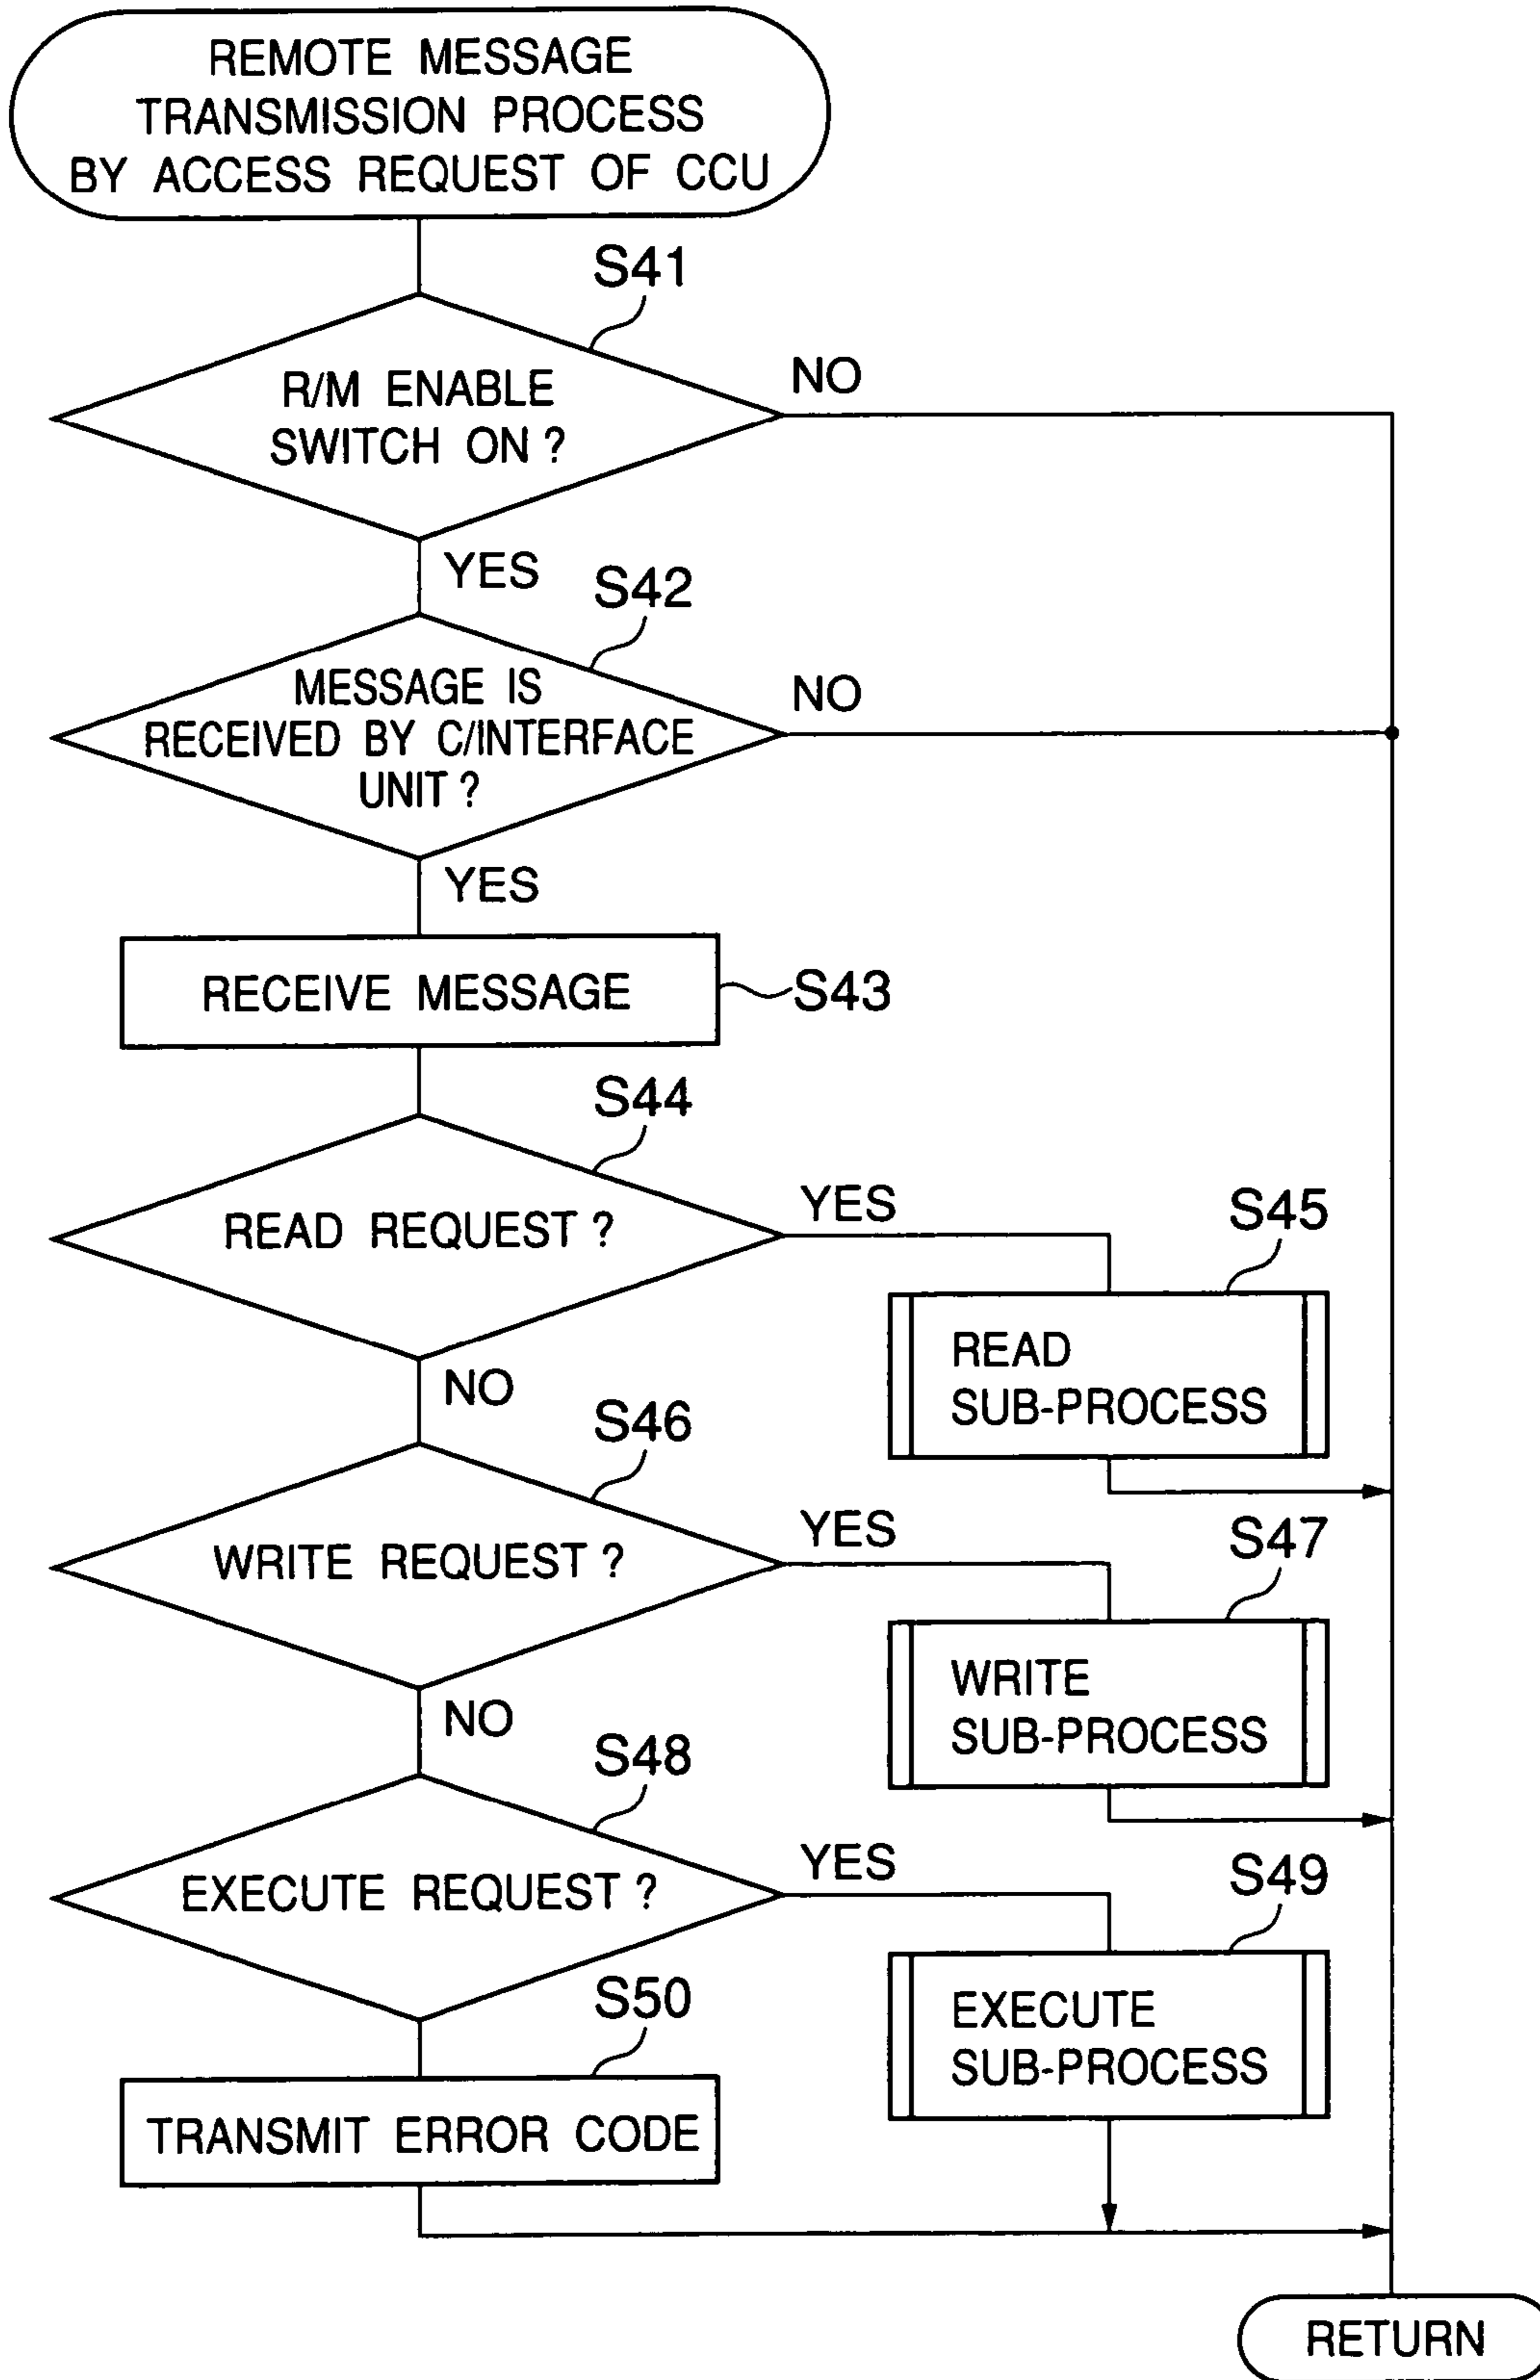 REMOTE MESSAGE
TRANSMISSION PROCESS
BY ACCESS REQUEST OF CCU
S41
R/M ENABLE
SWITCH ON ?
NO
YES
S42
MESSAGE IS
RECEIVED BY C/INTERFACE
UNIT ?
NO
YES
RECEIVE MESSAGE
S43
S44
READ REQUEST ?
YES
S45
READ
SUB-PROCESS
NO
S46
WRITE REQUEST ?
YES
S47
WRITE
SUB-PROCESS
NO
S48
EXECUTE REQUEST ?
YES
S49
EXECUTE
SUB-PROCESS
S50
TRANSMIT ERROR CODE
RETURN